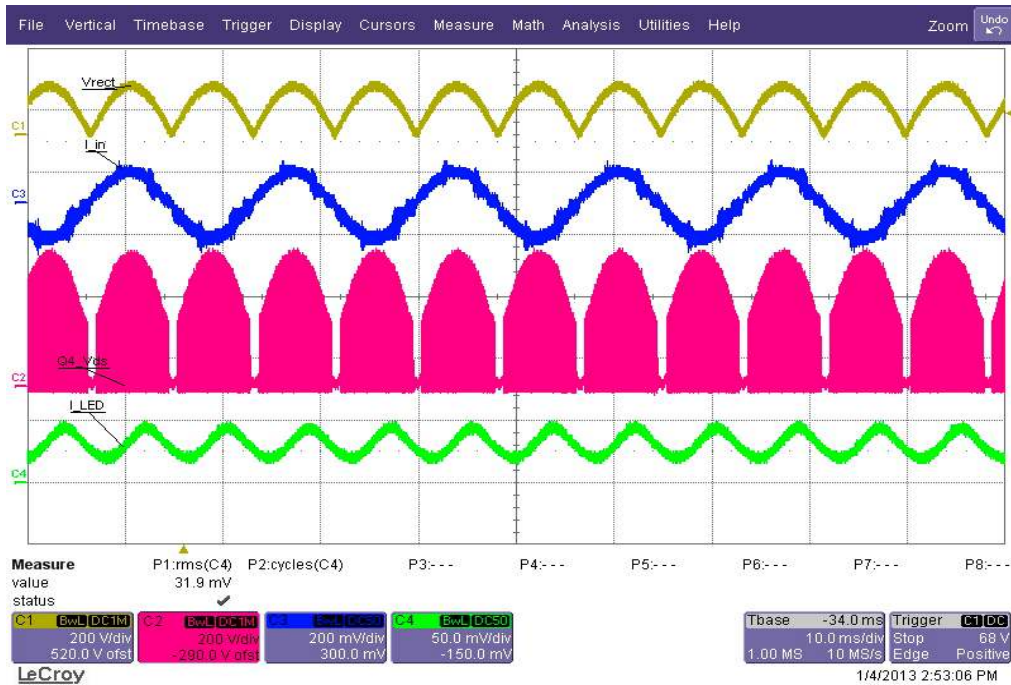 File Vertical Timebase Trigger Display Cursors Measure Math Analysis Utilities Help Zoom Undo
Vrect
C1
I_in
C3
Q4_Vds
C2
I_LED
C4
Measure P1:rms(C4) P2:cycles(C4) P3:--- P4:--- P5:--- P6:--- P7:--- P8:---
value 31.9 mV
status
C1 BwL DC1M C2 BwL DC1M C3 BwL DC50 C4 BwL DC50 Tbase -34.0 ms Trigger C1 DC
200 V/div 200 V/div 200 mV/div 50.0 mV/div 10.0 ms/div Stop 68 V
520.0 V ofst -290.0 V ofst 300.0 mV -150.0 mV 1.00 MS 10 MS/s Edge Positive
LeCroy 1/4/2013 2:53:06 PM